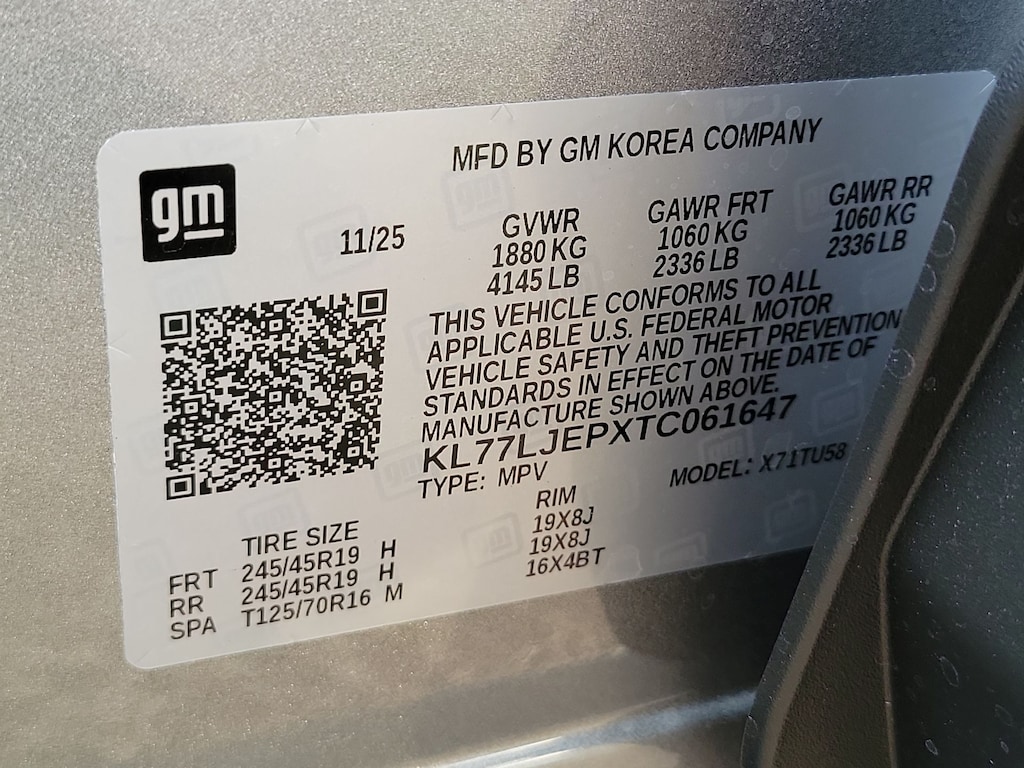 MFD BY GM KOREA COMPANY
gm
11/25
GVWR GAWR FRT GAWR RR
1880 KG 1060 KG 1060 KG
4145 LB 2336 LB 2336 LB
THIS VEHICLE CONFORMS TO ALL
APPLICABLE U.S. FEDERAL MOTOR
VEHICLE SAFETY AND THEFT PREVENTION
STANDARDS IN EFFECT ON THE DATE OF
MANUFACTURE SHOWN ABOVE.
KL77LJEPXTC061647
TYPE: MPV MODEL: X71TU58
TIRE SIZE RIM
FRT 245/45R19 H 19X8J
RR 245/45R19 H 19X8J
SPA T125/70R16 M 16X4BT